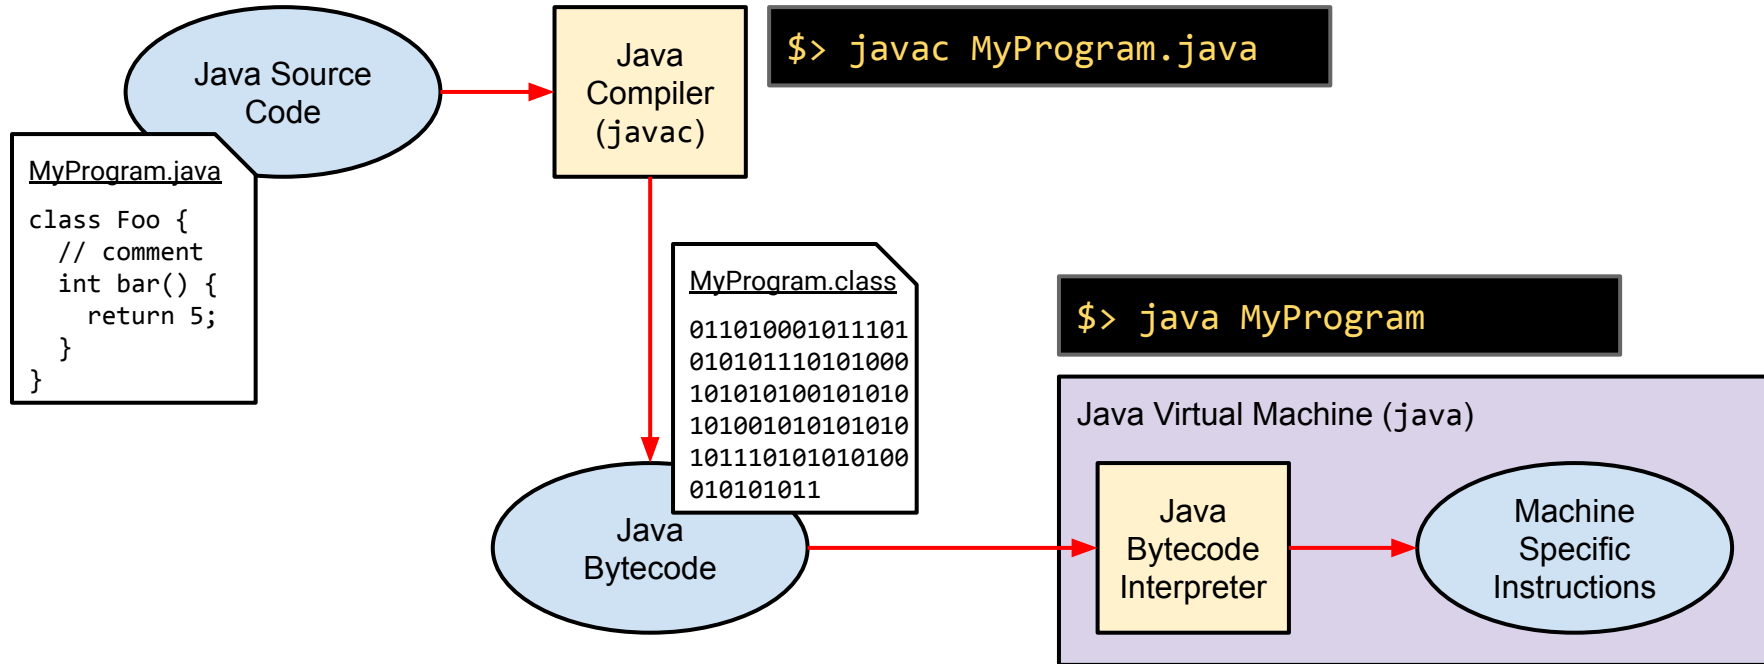 Java Source
Code
Java
Compiler
(javac)
$> javac MyProgram.java
MyProgram.java
class Foo {
  // comment
  int bar() {
    return 5;
  }
}
MyProgram.class
011010001011101
010101110101000
101010100101010
101001010101010
101110101010100
010101011
Java
Bytecode
$> java MyProgram
Java Virtual Machine (java)
Java
Bytecode
Interpreter
Machine
Specific
Instructions